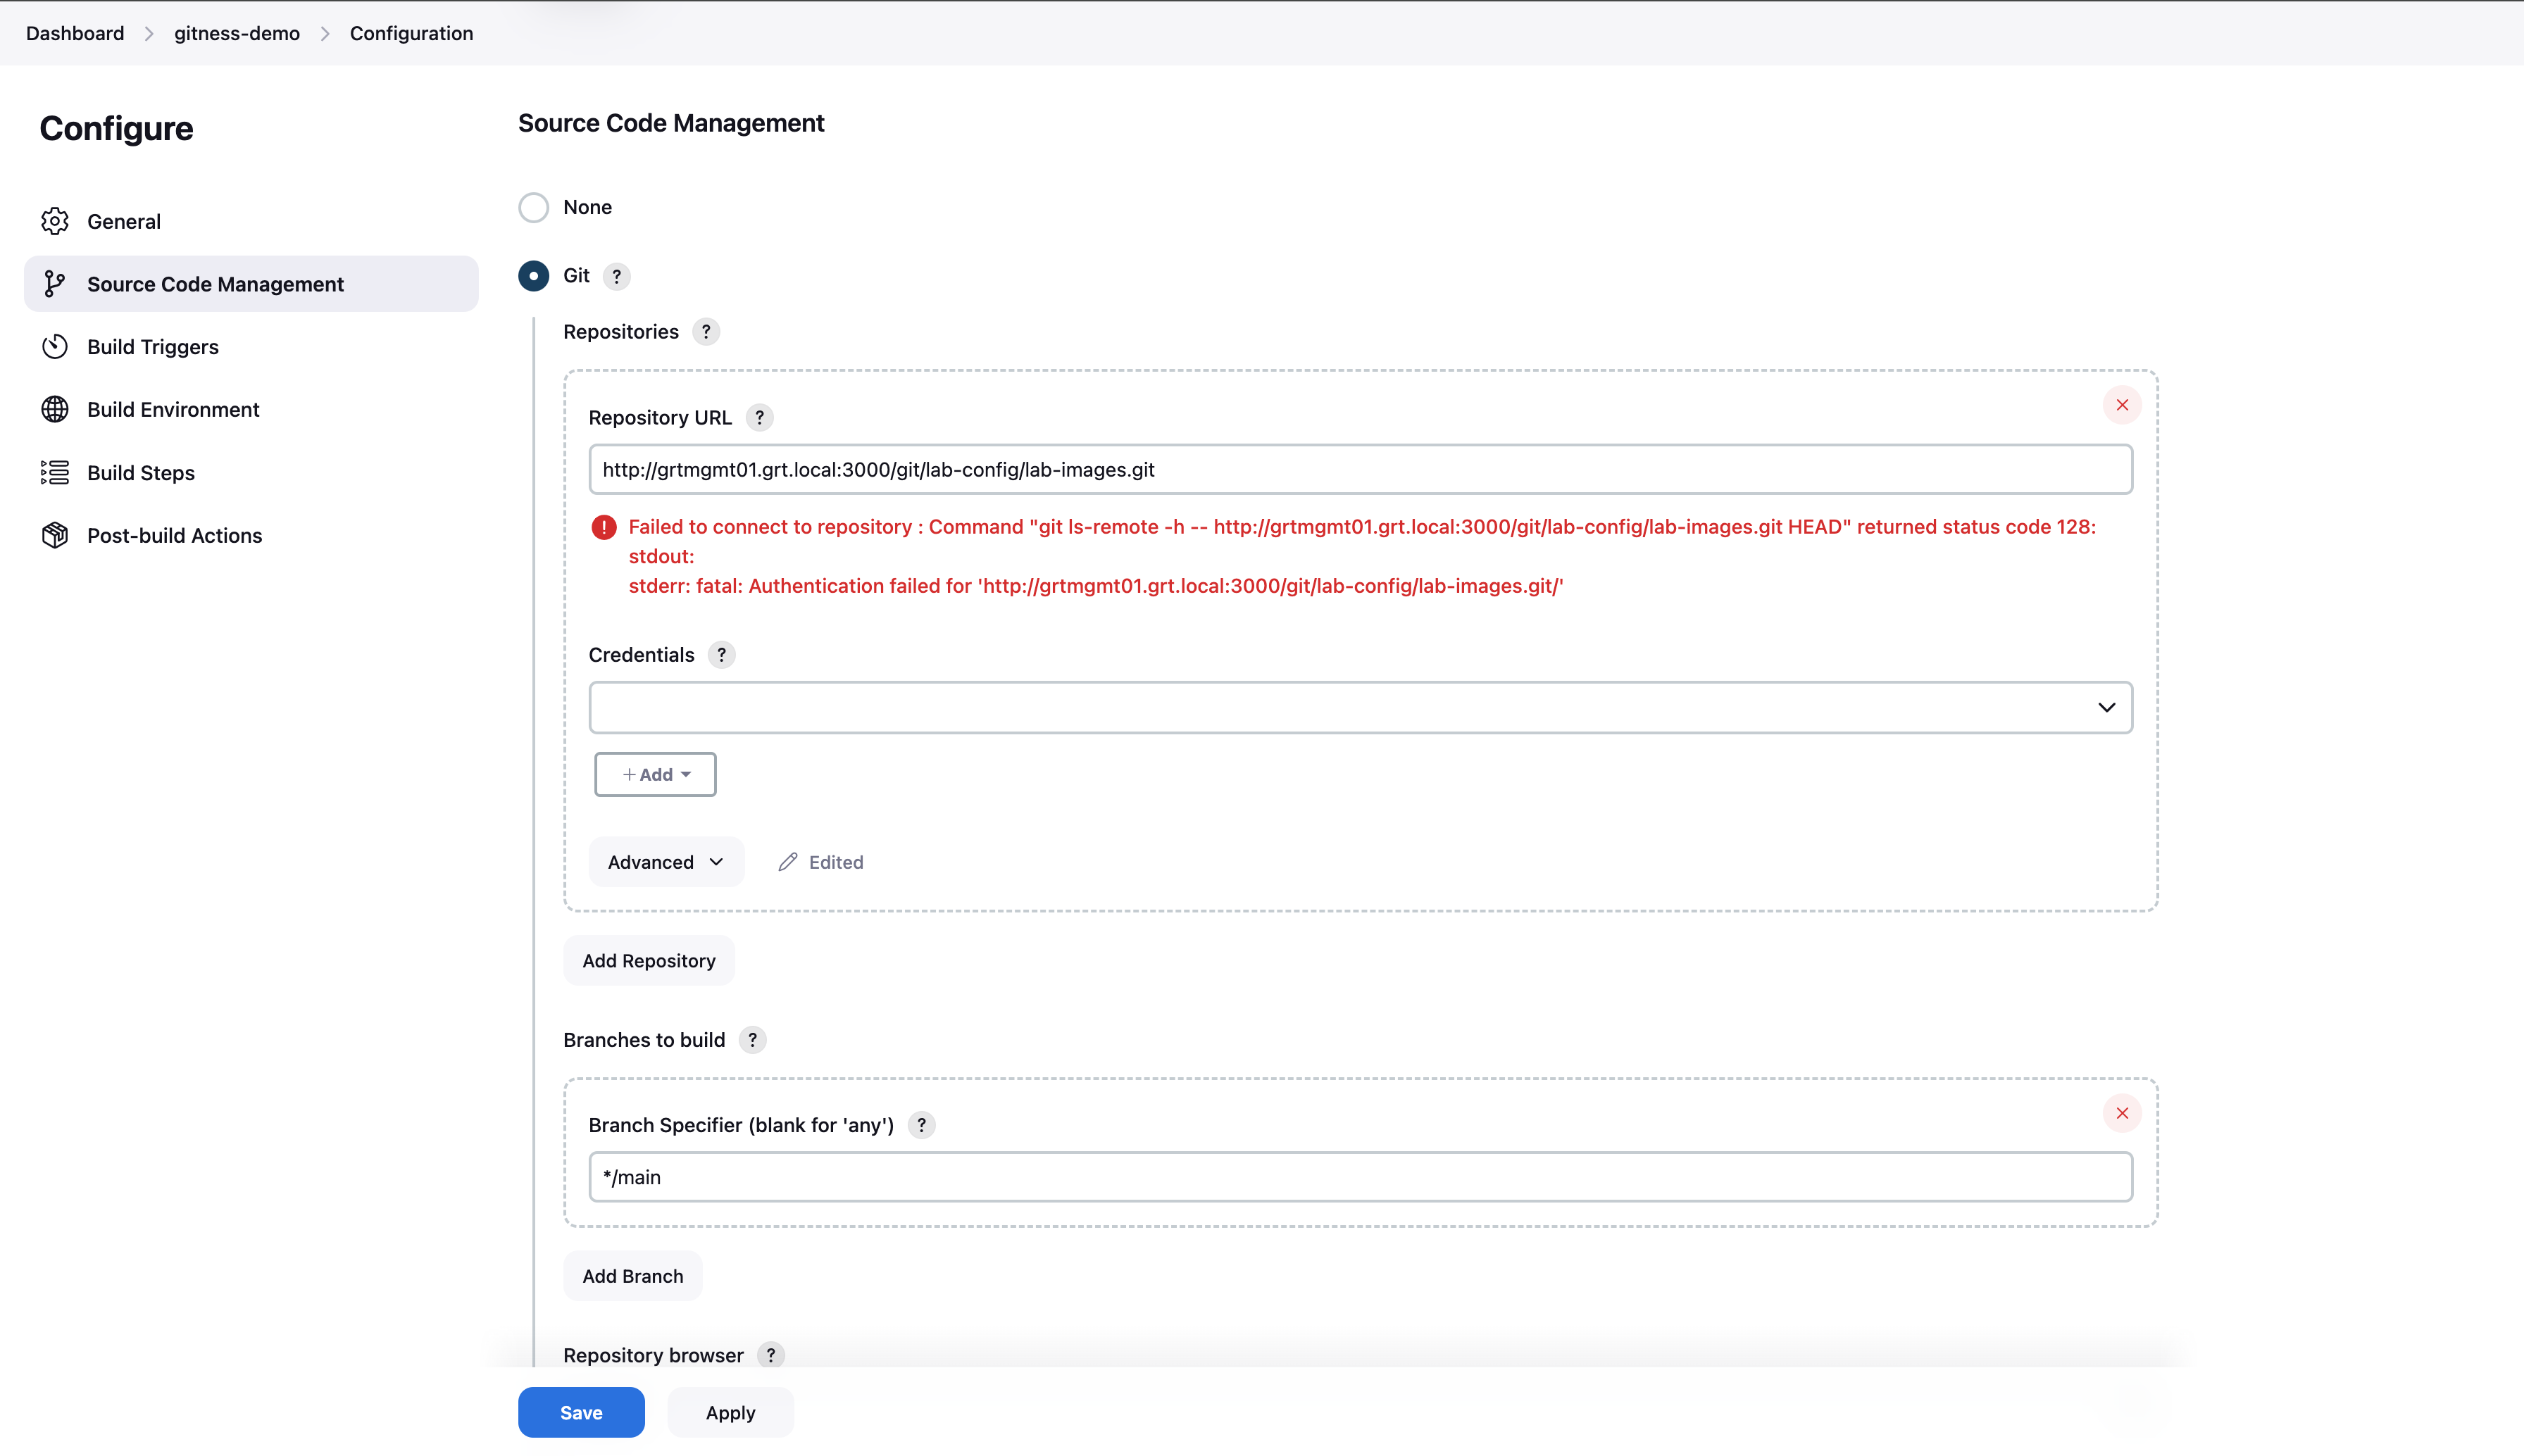 Dashboard > gitness-demo > Configuration
Configure
General
Source Code Management
Build Triggers
Build Environment
Build Steps
Post-build Actions
Source Code Management
None
Git ?
Repositories ?
Repository URL ?
http://grtmgmt01.grt.local:3000/git/lab-config/lab-images.git
Failed to connect to repository : Command "git ls-remote -h -- http://grtmgmt01.grt.local:3000/git/lab-config/lab-images.git HEAD" returned status code 128:
stdout:
stderr: fatal: Authentication failed for 'http://grtmgmt01.grt.local:3000/git/lab-config/lab-images.git/'
Credentials ?
+ Add
Advanced
Edited
Add Repository
Branches to build ?
Branch Specifier (blank for 'any') ?
*/main
Add Branch
Repository browser ?
Save
Apply